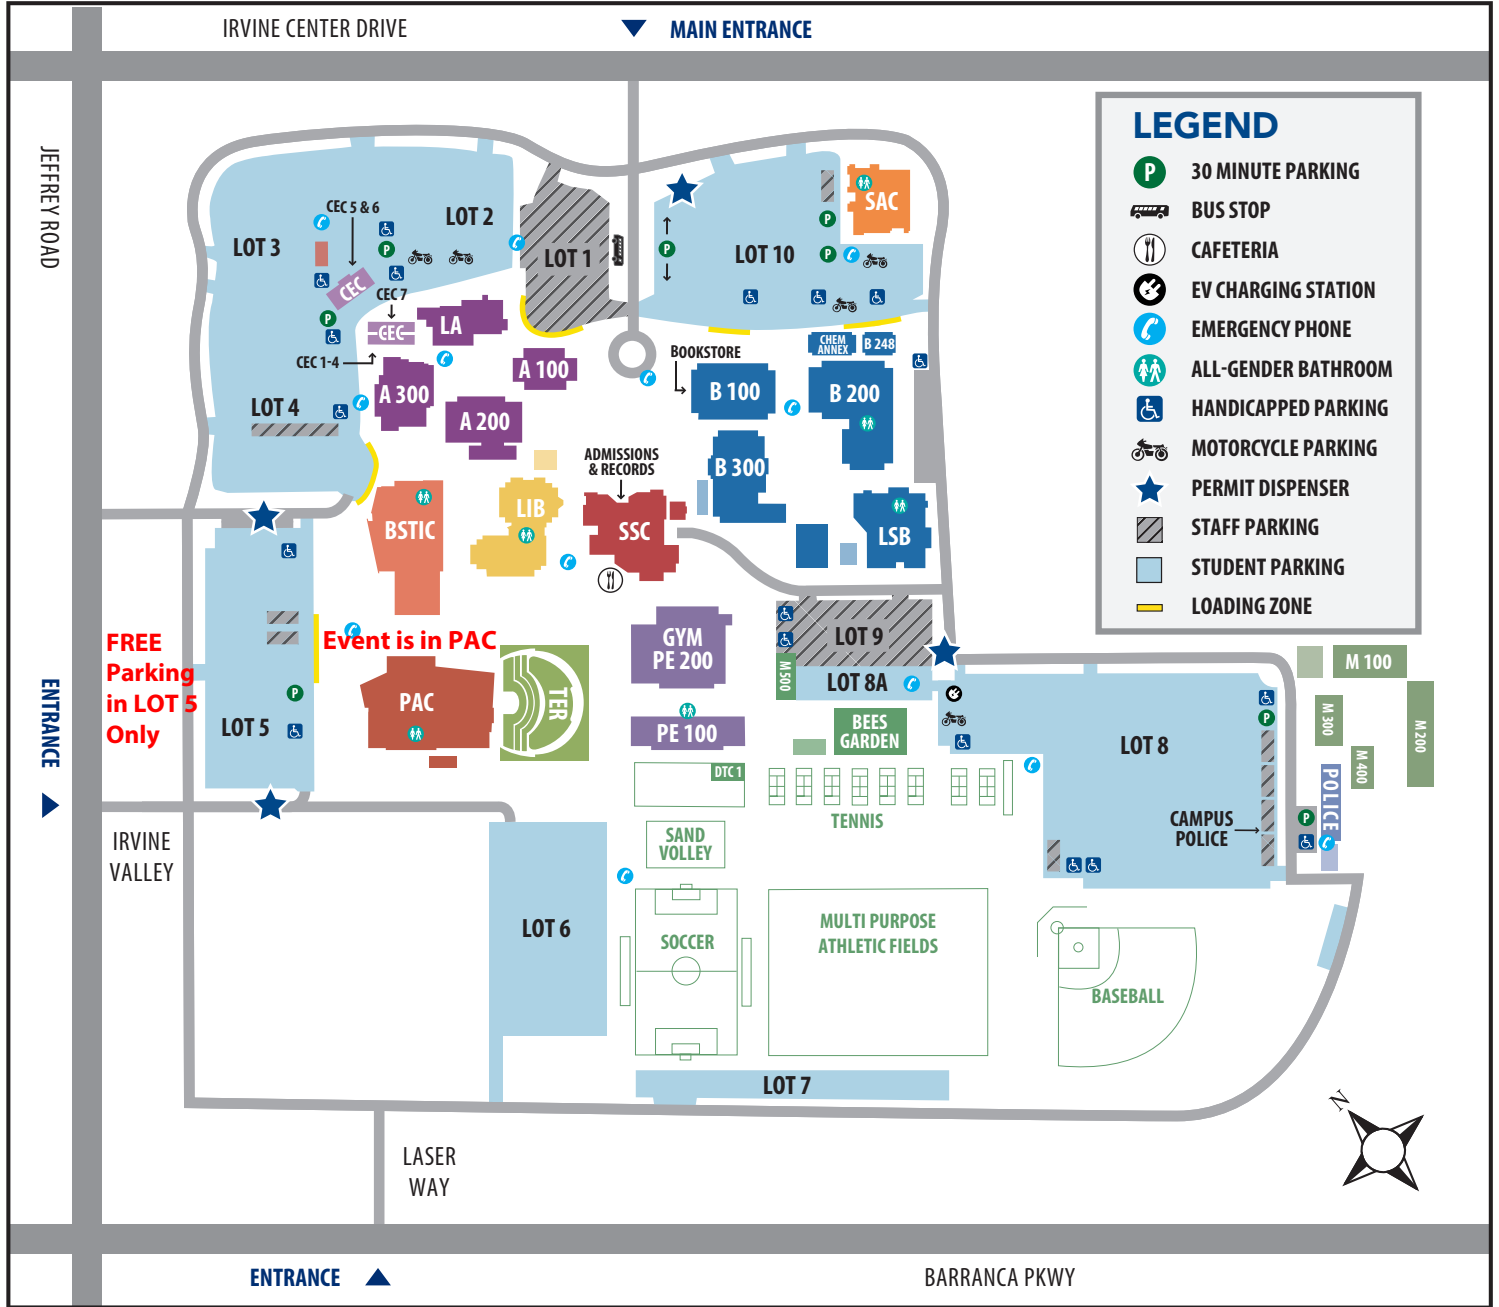 IRVINE CENTER DRIVE
MAIN ENTRANCE
JEFFREY ROAD
LEGEND
P 30 MINUTE PARKING
BUS STOP
CAFETERIA
EV CHARGING STATION
EMERGENCY PHONE
ALL-GENDER BATHROOM
HANDICAPPED PARKING
MOTORCYCLE PARKING
PERMIT DISPENSER
STAFF PARKING
STUDENT PARKING
LOADING ZONE
CEC 5 & 6
LOT 2
LOT 3
P
CEC
CEC 7
P
CEC
LA
CEC 1-4
LOT 1
P
LOT 10
P
P
SAC
A 100
A 300
A 200
LOT 4
BOOKSTORE
B 100
CHEM
ANNEX
B 248
B 200
B 300
ADMISSIONS
& RECORDS
BSTIC
LIB
SSC
LSB
FREE
Parking
in LOT 5
Only
Event is in PAC
P
LOT 5
PAC
TER
GYM
PE 200
PE 100
DTC 1
LOT 9
M 500
LOT 8A
BEES
GARDEN
TENNIS
LOT 8
P
M 100
M 300
M 200
M 400
POLICE
CAMPUS
POLICE
P
ENTRANCE
IRVINE
VALLEY
LOT 6
SAND
VOLLEY
SOCCER
MULTI PURPOSE
ATHLETIC FIELDS
BASEBALL
LOT 7
N
LASER
WAY
ENTRANCE
BARRANCA PKWY